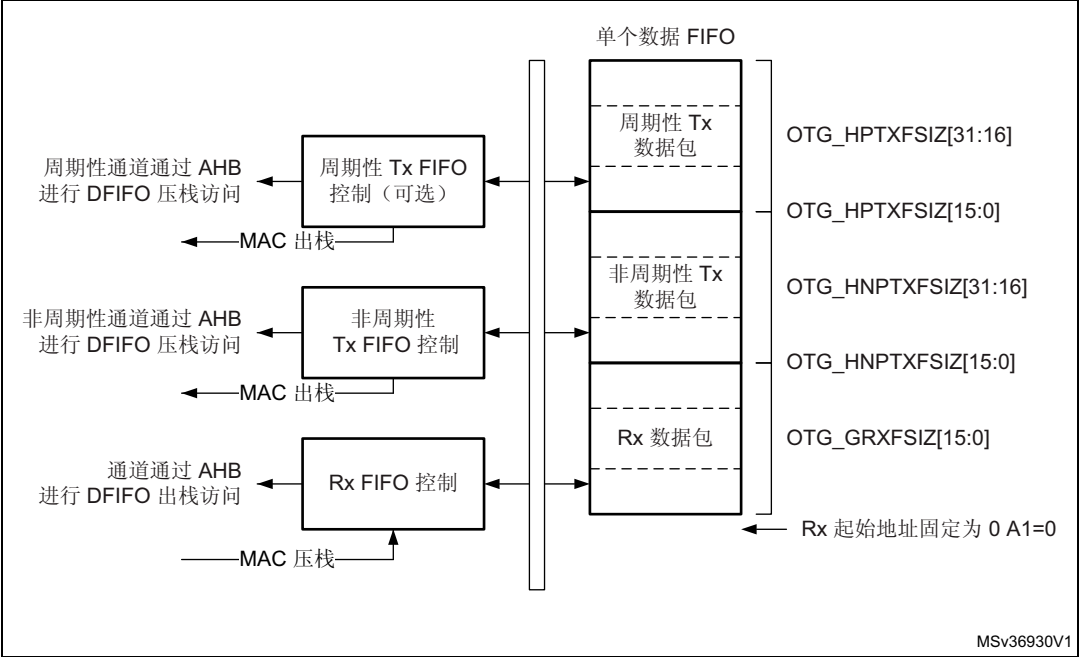 单个数据 FIFO
周期性 Tx
数据包
OTG_HPTXFSIZ[31:16]
周期性通道通过 AHB
进行 DFIFO 压栈访问
周期性 Tx FIFO
控制（可选）
MAC 出栈
OTG_HPTXFSIZ[15:0]
非周期性 Tx
数据包
OTG_HNPTXFSIZ[31:16]
非周期性通道通过 AHB
进行 DFIFO 压栈访问
非周期性
Tx FIFO 控制
MAC 出栈
OTG_HNPTXFSIZ[15:0]
Rx 数据包
OTG_GRXFSIZ[15:0]
通道通过 AHB
进行 DFIFO 出栈访问
Rx FIFO 控制
MAC 压栈
Rx 起始地址固定为 0 A1=0
MSv36930V1